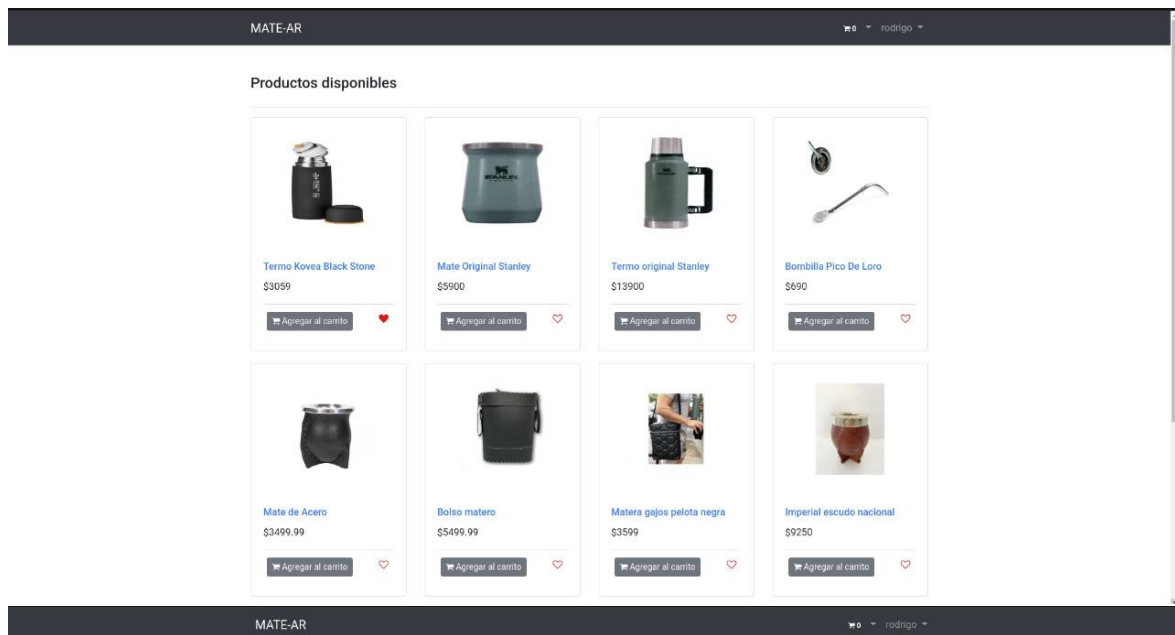 MATE-AR
0 rodrigo
Productos disponibles
STANLEY
Termo Kovea Black Stone
Mate Original Stanley
Termo original Stanley
Bombilla Pico De Loro
$3059
$5900
$13900
$690
Agregar al carrito
Agregar al carrito
Agregar al carrito
Agregar al carrito
Mate de Acero
Bolso matero
Matera gajos pelota negra
Imperial escudo nacional
$3499.99
$5499.99
$3599
$9250
Agregar al carrito
Agregar al carrito
Agregar al carrito
Agregar al carrito
MATE-AR
0 rodrigo